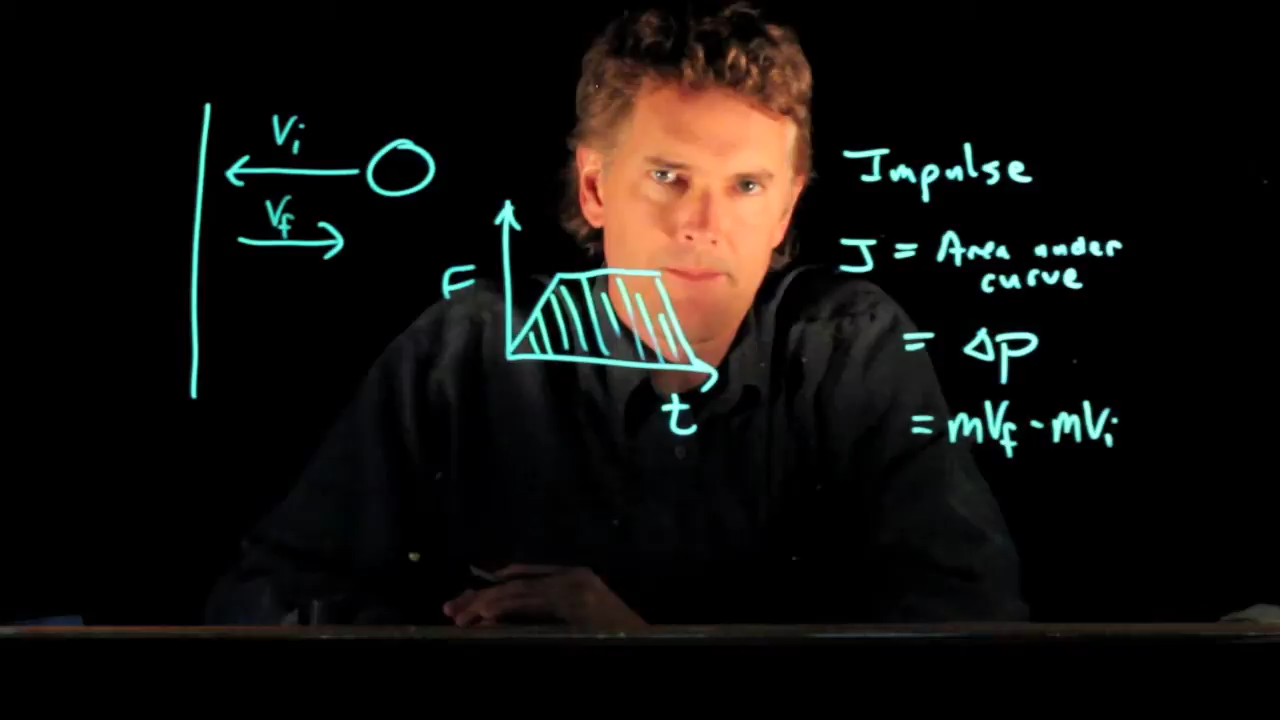 Vi
Vf
F
t
Impulse
J = Area under
curve
= Δp
= mVf - mVi